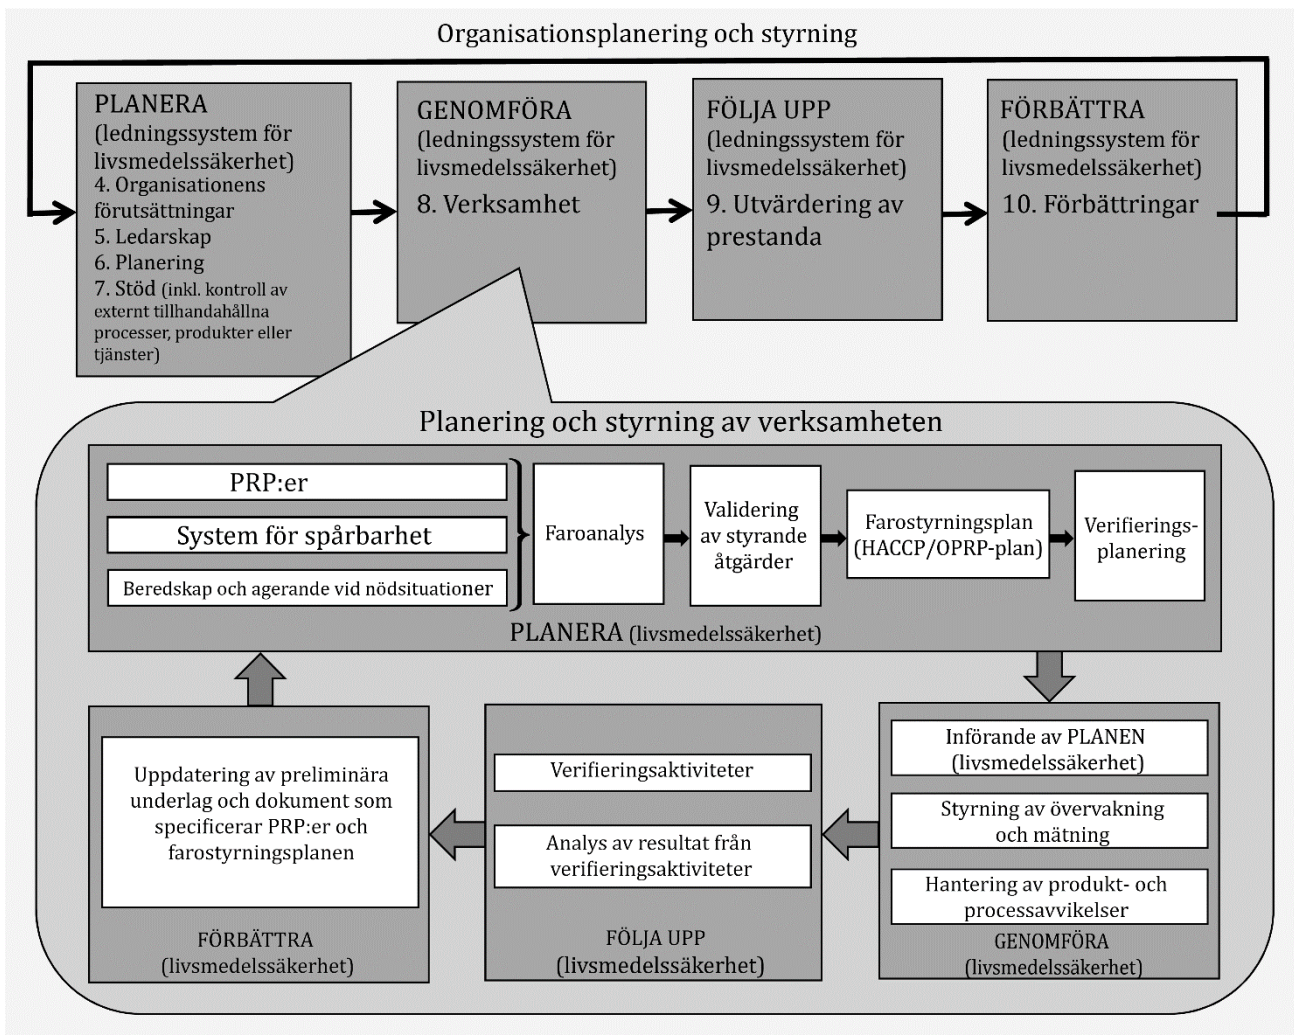 Organisationsplanering och styrning
PLANERA
(ledningssystem för
livsmedelssäkerhet)
4. Organisationens
förutsättningar
5. Ledarskap
6. Planering
7. Stöd (inkl. kontroll av
externt tillhandahållna
processer, produkter eller
tjänster)
GENOMFÖRA
(ledningssystem för
livsmedelssäkerhet)
8. Verksamhet
FÖLJA UPP
(ledningssystem för
livsmedelssäkerhet)
9. Utvärdering av
prestanda
FÖRBÄTTRA
(ledningssystem för
livsmedelssäkerhet)
10. Förbättringar
Planering och styrning av verksamheten
PRP:er
System för spårbarhet
Beredskap och agerande vid nödsituationer
Faroanalys
Validering
av styrande
åtgärder
Farostyrningsplan
(HACCP/OPRP-plan)
Verifierings-
planering
PLANERA (livsmedelssäkerhet)
Uppdatering av preliminära
underlag och dokument som
specificerar PRP:er och
farostyrningsplanen
FÖRBÄTTRA
(livsmedelssäkerhet)
Verifieringsaktiviteter
Analys av resultat från
verifieringsaktiviteter
FÖLJA UPP
(livsmedelssäkerhet)
Införande av PLANEN
(livsmedelssäkerhet)
Styrning av övervakning
och mätning
Hantering av produkt- och
processavvikelser
GENOMFÖRA
(livsmedelssäkerhet)